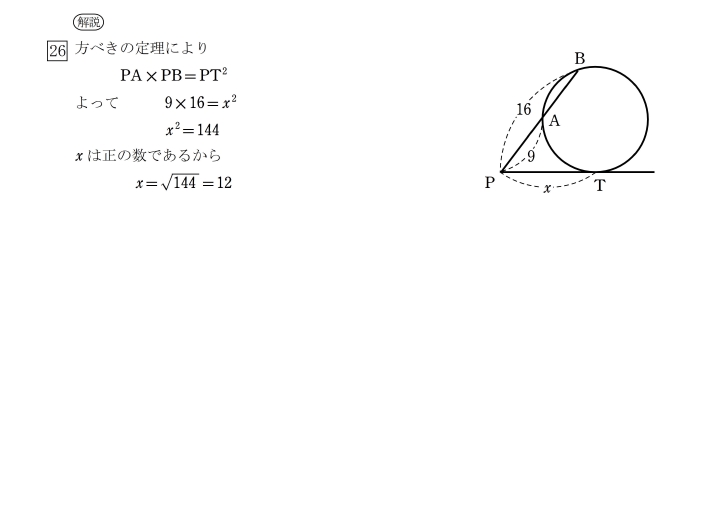 解説
26 方べきの定理により
PA×PB=PT²
よって 9×16=x²
x²=144
x は正の数であるから
x=√144=12
B
16
A
9
P
x
T